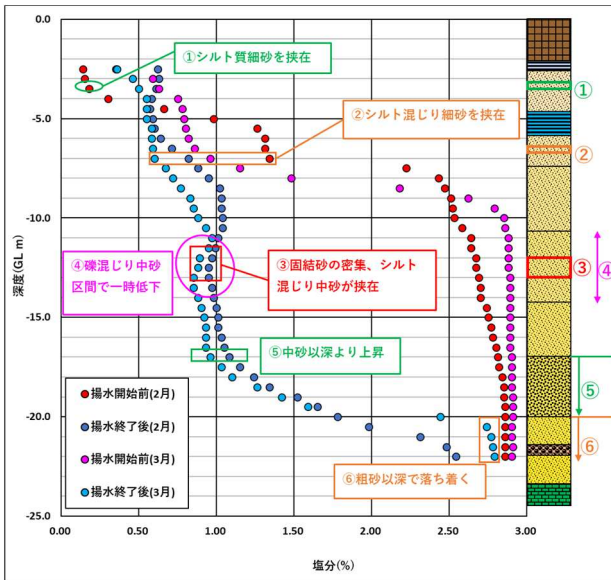 0.0
-5.0
-10.0
-15.0
-20.0
-25.0
深度(GL m)
0.00
0.50
1.00
1.50
2.00
2.50
3.00
塩分(%)
①シルト質細砂を挟在
②シルト混じり細砂を挟在
④礫混じり中砂
区間で一時低下
③固結砂の密集、シルト
混じり中砂が挟在
⑤中砂以深より上昇
⑥粗砂以深で落ち着く
揚水開始前(2月)
揚水終了後(2月)
揚水開始前(3月)
揚水終了後(3月)
①
②
③
④
⑤
⑥